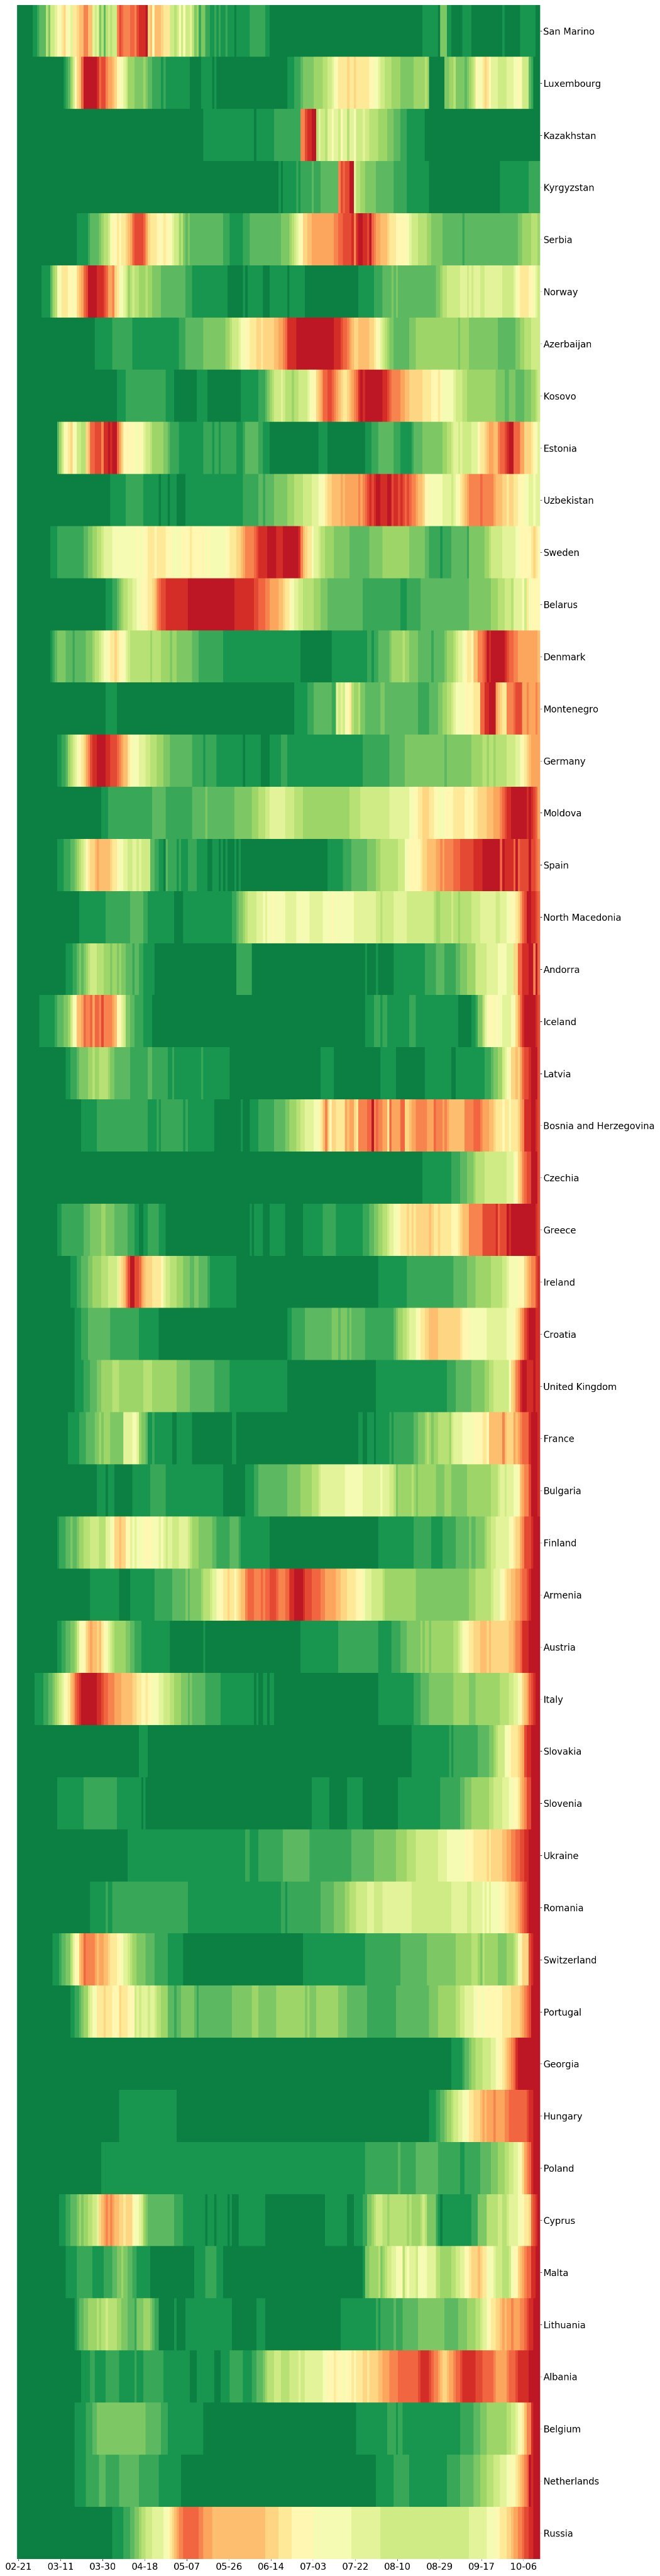 San Marino
Luxembourg
Kazakhstan
Kyrgyzstan
Serbia
Norway
Azerbaijan
Kosovo
Estonia
Uzbekistan
Sweden
Belarus
Denmark
Montenegro
Germany
Moldova
Spain
North Macedonia
Andorra
Iceland
Latvia
Bosnia and Herzegovina
Czechia
Greece
Ireland
Croatia
United Kingdom
France
Bulgaria
Finland
Armenia
Austria
Italy
Slovakia
Slovenia
Ukraine
Romania
Switzerland
Portugal
Georgia
Hungary
Poland
Cyprus
Malta
Lithuania
Albania
Belgium
Netherlands
Russia
02-21 03-11 03-30 04-18 05-07 05-26 06-14 07-03 07-22 08-10 08-29 09-17 10-06